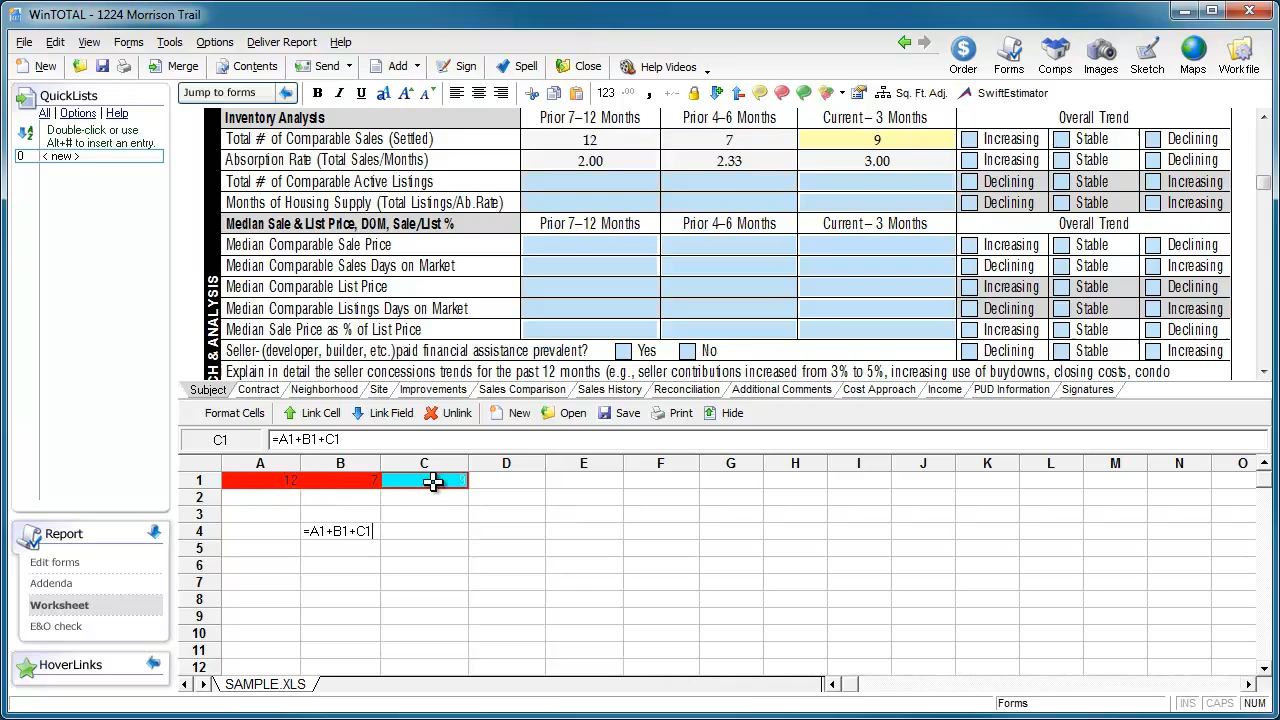 WinTOTAL - 1224 Morrison Trail
File Edit View Forms Tools Options Deliver Report Help
Order Forms Comps Images Sketch Maps Workfile
New Merge Contents Send Add Sign Spell Close Help Videos
QuickLists
All Options Help
Double-click or use
Alt+# to insert an entry.
0 < new >
Jump to forms B I U A A A 123 .00 , Sq. Ft. Adj. SwiftEstimator
Inventory Analysis Prior 7–12 Months Prior 4–6 Months Current – 3 Months Overall Trend
Total # of Comparable Sales (Settled) 12 7 9 Increasing Stable Declining
Absorption Rate (Total Sales/Months) 2.00 2.33 3.00 Increasing Stable Declining
Total # of Comparable Active Listings Declining Stable Increasing
Months of Housing Supply (Total Listings/Ab.Rate) Declining Stable Increasing
Median Sale & List Price, DOM, Sale/List % Prior 7–12 Months Prior 4–6 Months Current – 3 Months Overall Trend
Median Comparable Sale Price Increasing Stable Declining
Median Comparable Sales Days on Market Declining Stable Increasing
Median Comparable List Price Increasing Stable Declining
Median Comparable Listings Days on Market Declining Stable Increasing
Median Sale Price as % of List Price Increasing Stable Declining
Seller-(developer, builder, etc.)paid financial assistance prevalent? Yes No Declining Stable Increasing
Explain in detail the seller concessions trends for the past 12 months (e.g., seller contributions increased from 3% to 5%, increasing use of buydowns, closing costs, condo
CH & ANALYSIS
Subject Contract Neighborhood Site Improvements Sales Comparison Sales History Reconciliation Additional Comments Cost Approach Income PUD Information Signatures
Format Cells Link Cell Link Field Unlink New Open Save Print Hide
C1 =A1+B1+C1
A B C D E F G H I J K L M N O
1 12 7 9
2
3
4 =A1+B1+C1
5
6
7
8
9
10
11
12
SAMPLE.XLS
Report
Edit forms
Addenda
Worksheet
E&O check
HoverLinks
Forms INS CAPS NUM